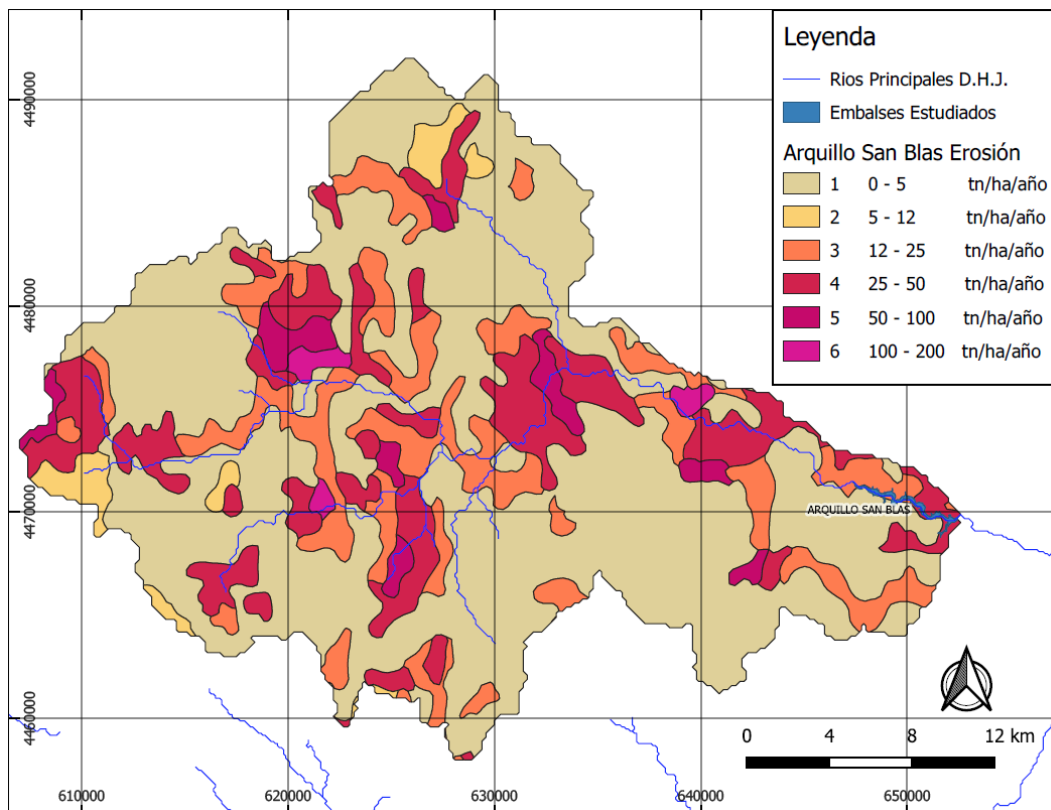 Leyenda
Rios Principales D.H.J.
Embalses Estudiados
Arquillo San Blas Erosión
1 0 - 5 tn/ha/año
2 5 - 12 tn/ha/año
3 12 - 25 tn/ha/año
4 25 - 50 tn/ha/año
5 50 - 100 tn/ha/año
6 100 - 200 tn/ha/año
4490000
4480000
4470000
4460000
ARQUILLO SAN BLAS
0 4 8 12 km
610000 620000 630000 640000 650000